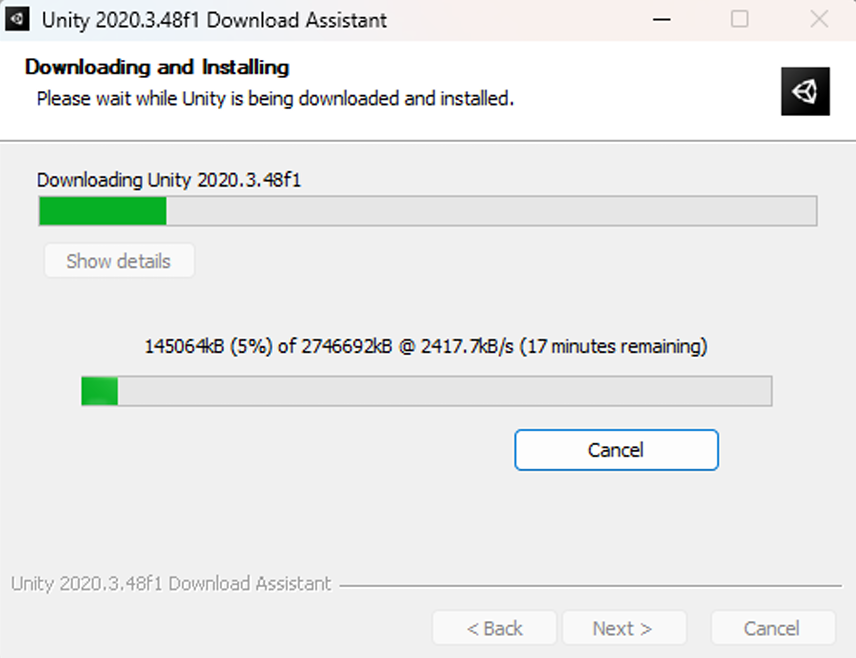 Unity 2020.3.48f1 Download Assistant
Downloading and Installing
Please wait while Unity is being downloaded and installed.
Downloading Unity 2020.3.48f1
Show details
145064kB (5%) of 2746692kB @ 2417.7kB/s (17 minutes remaining)
Cancel
Unity 2020.3.48f1 Download Assistant
< Back Next > Cancel